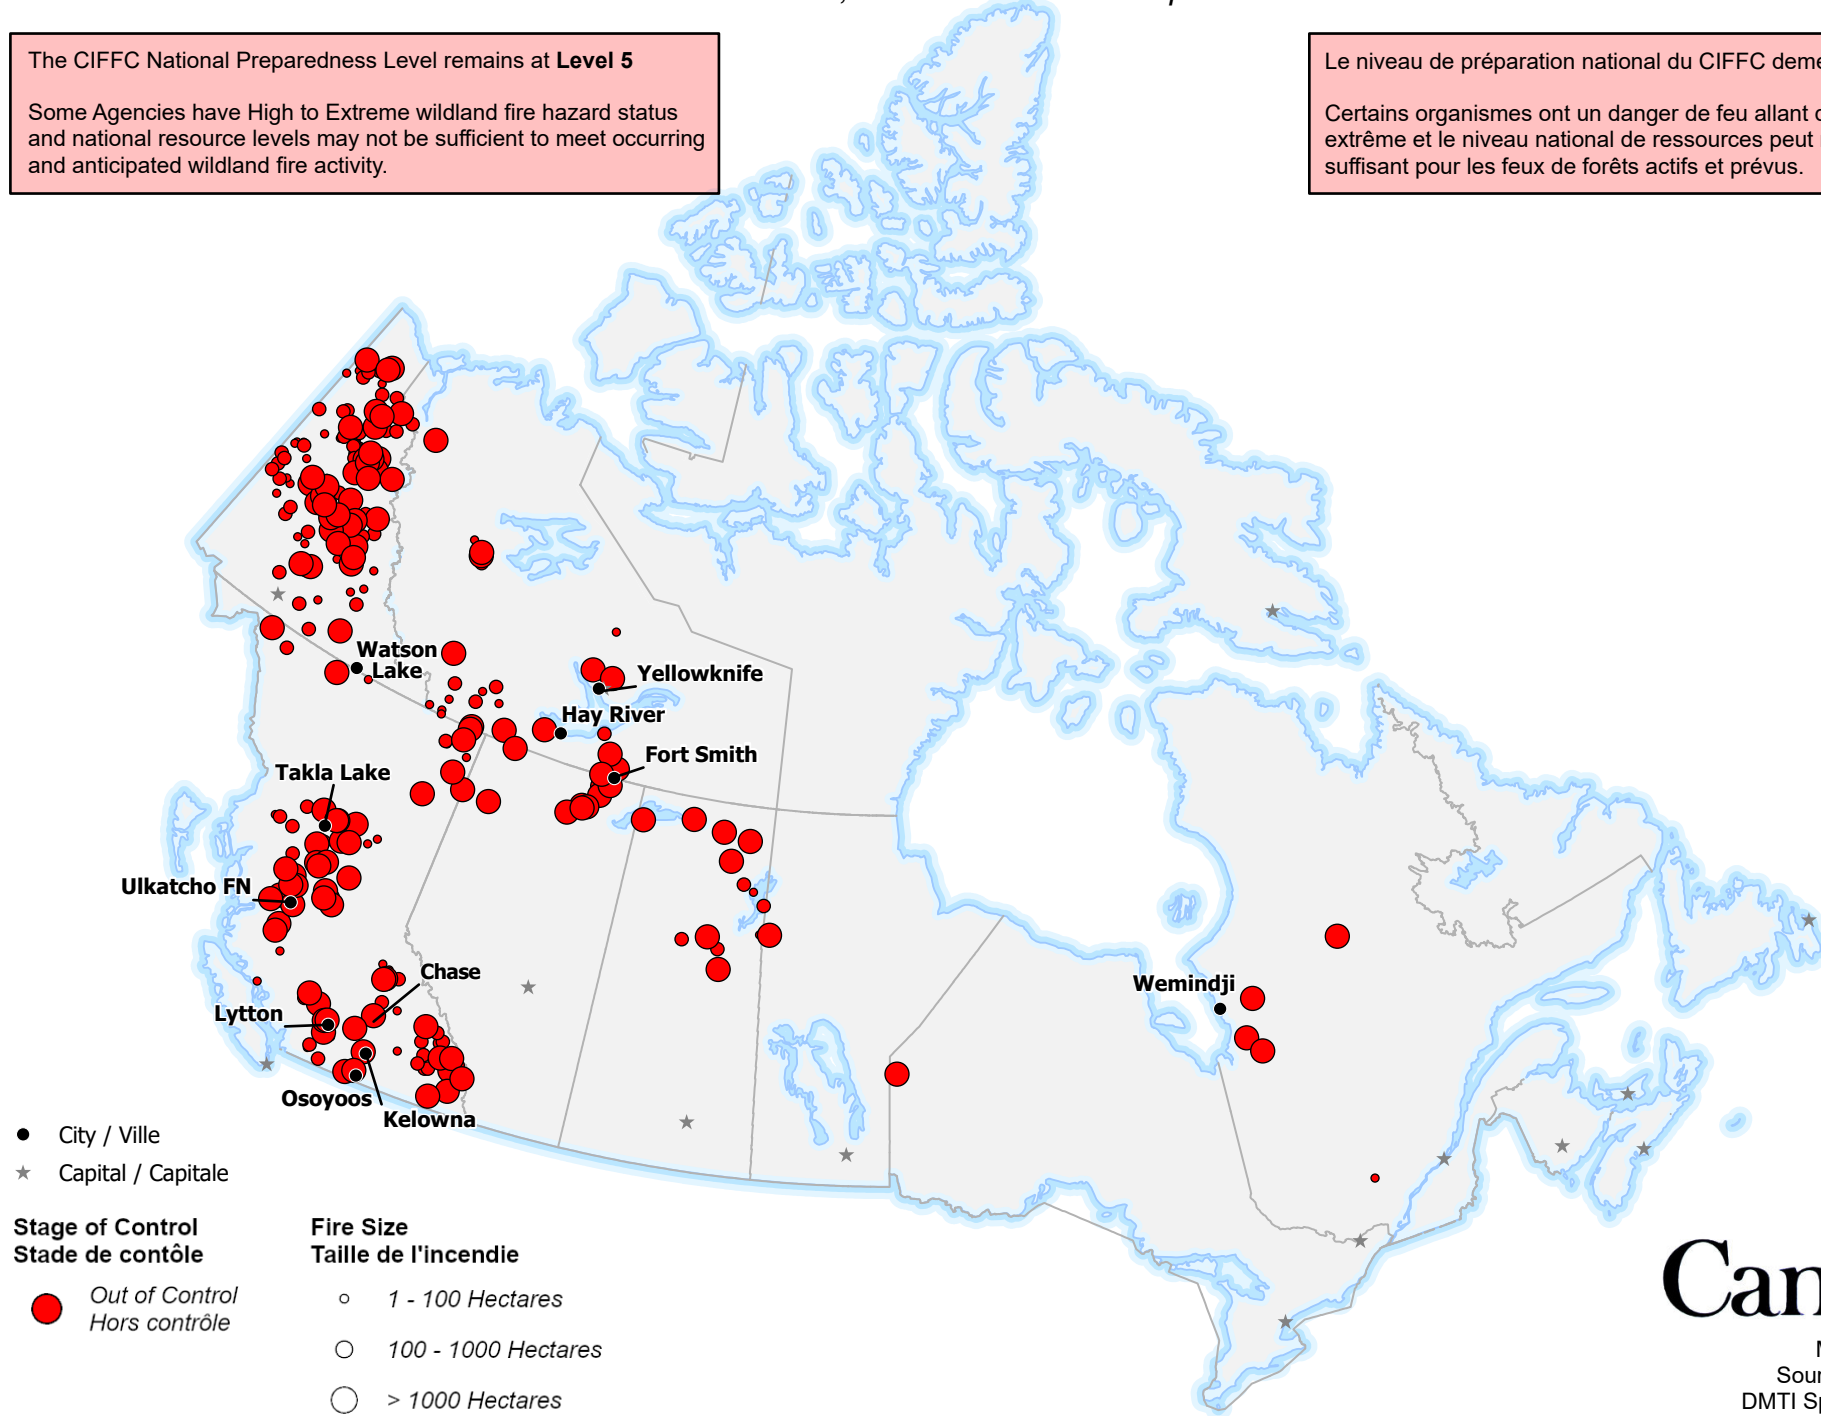 The CIFFC National Preparedness Level remains at Level 5
Some Agencies have High to Extreme wildland fire hazard status
and national resource levels may not be sufficient to meet occurring
and anticipated wildland fire activity.
Le niveau de préparation national du CIFFC
Certains organismes ont un danger de feu allant
extrême et le niveau national de ressources peut
suffisant pour les feux de forêts actifs et prévus.
Watson
Lake
Yellowknife
Hay River
Fort Smith
Takla Lake
Ulkatcho FN
Chase
Wemindji
Lytton
Osoyoos
Kelowna
City / Ville
Capital / Capitale
Stage of Control
Stade de contôle
Out of Control
Hors contrôle
Fire Size
Taille de l'incendie
1 - 100 Hectares
100 - 1000 Hectares
> 1000 Hectares
DMTI